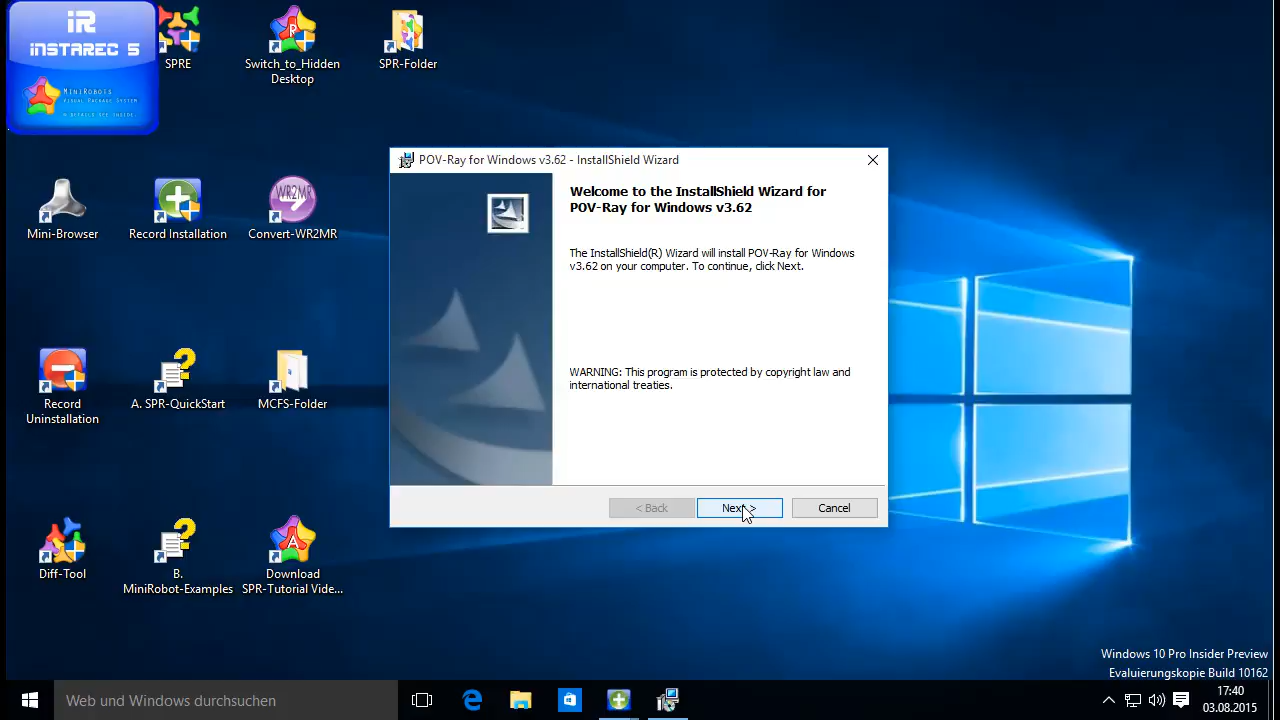 iR
iNSTAREC 5
MiNiROBOTS
VISUAL PACKAGE SYSTEM
SPRE
Switch_to_Hidden
Desktop
SPR-Folder
POV-Ray for Windows v3.62 - InstallShield Wizard
Welcome to the InstallShield Wizard for
POV-Ray for Windows v3.62
The InstallShield(R) Wizard will install POV-Ray for Windows
v3.62 on your computer. To continue, click Next.
WARNING: This program is protected by copyright law and
international treaties.
< Back
Next >
Cancel
Mini-Browser
Record Installation
WR2MR
Convert-WR2MR
Record
Uninstallation
A. SPR-QuickStart
MCFS-Folder
Diff-Tool
B.
MiniRobot-Examples
Download
SPR-Tutorial Vide...
Windows 10 Pro Insider Preview
Evaluierungskopie Build 10162
Web und Windows durchsuchen
17:40
03.08.2015